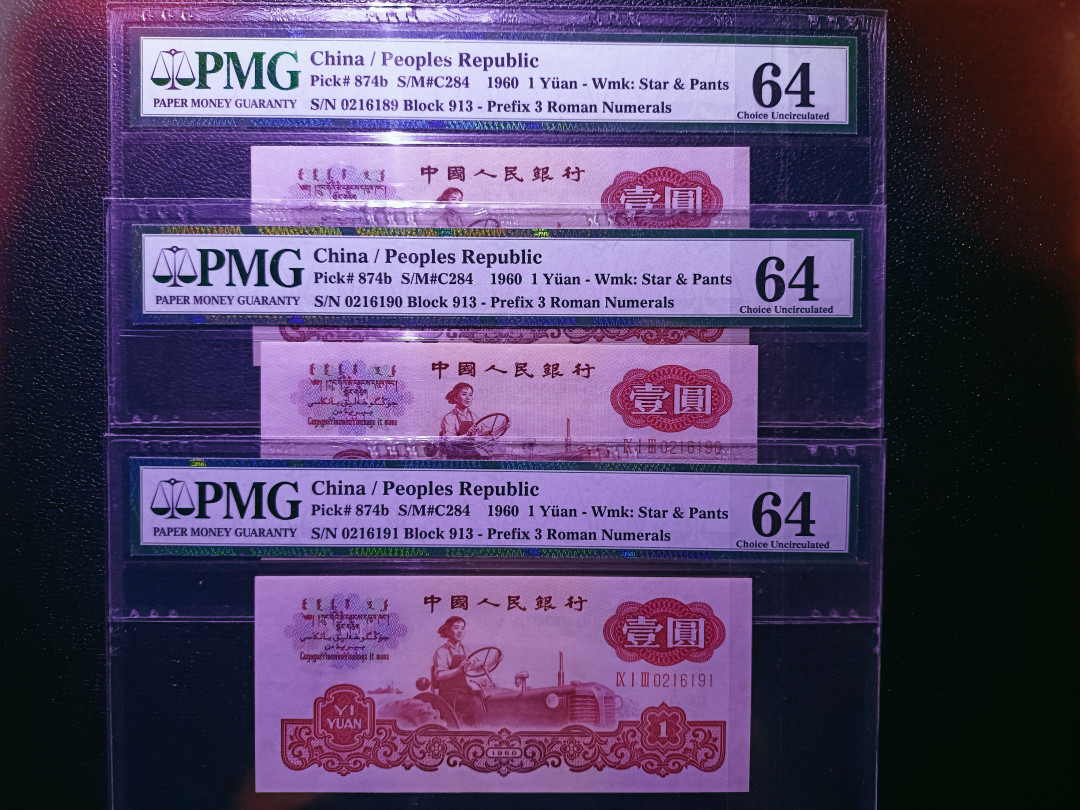 PMG
PAPER MONEY GUARANTY
China / Peoples Republic
Pick# 874b S/M#C284 1960 1 Yüan - Wmk: Star & Pants
S/N 0216189 Block 913 - Prefix 3 Roman Numerals
64
Choice Uncirculated
中國人民銀行
壹圓
PMG
PAPER MONEY GUARANTY
China / Peoples Republic
Pick# 874b S/M#C284 1960 1 Yüan - Wmk: Star & Pants
S/N 0216190 Block 913 - Prefix 3 Roman Numerals
64
Choice Uncirculated
中國人民銀行
壹圓
IX I III 0216190
PMG
PAPER MONEY GUARANTY
China / Peoples Republic
Pick# 874b S/M#C284 1960 1 Yüan - Wmk: Star & Pants
S/N 0216191 Block 913 - Prefix 3 Roman Numerals
64
Choice Uncirculated
中國人民銀行
壹圓
IX I III 0216191
YI
YUAN
1
1960